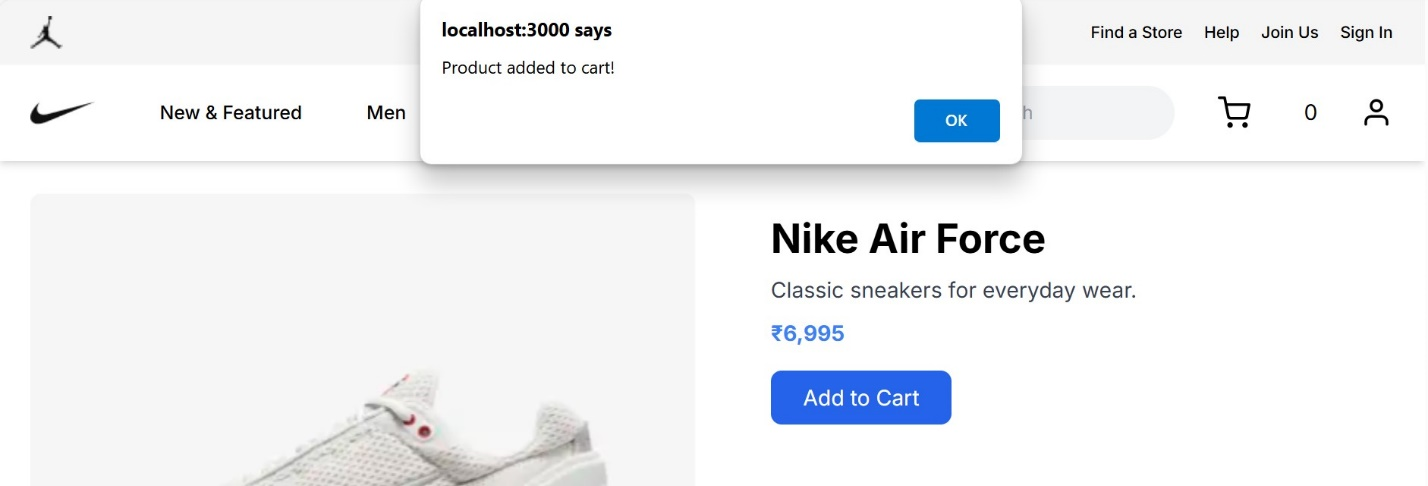 localhost:3000 says
Product added to cart!
OK
Find a Store Help Join Us Sign In
New & Featured Men
0
Nike Air Force
Classic sneakers for everyday wear.
₹6,995
Add to Cart